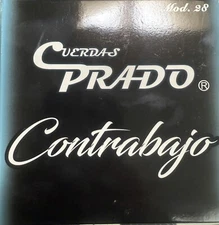 Mod. 28
CUERDAS
PRADO®
Contrabajo